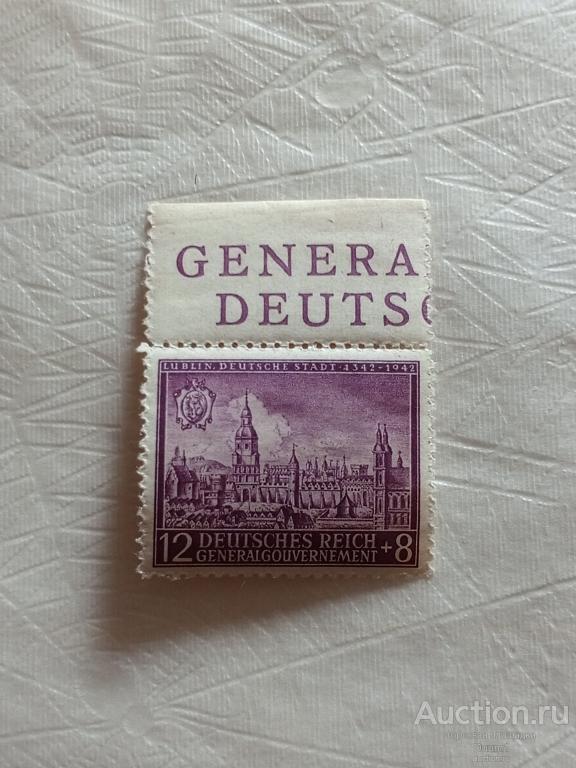 GENERA
DEUTS
LUBLIN, DEUTSCHE STADT · 1342 - 1942
12 DEUTSCHES REICH +8
GENERALGOUVERNEMENT
Auction.ru